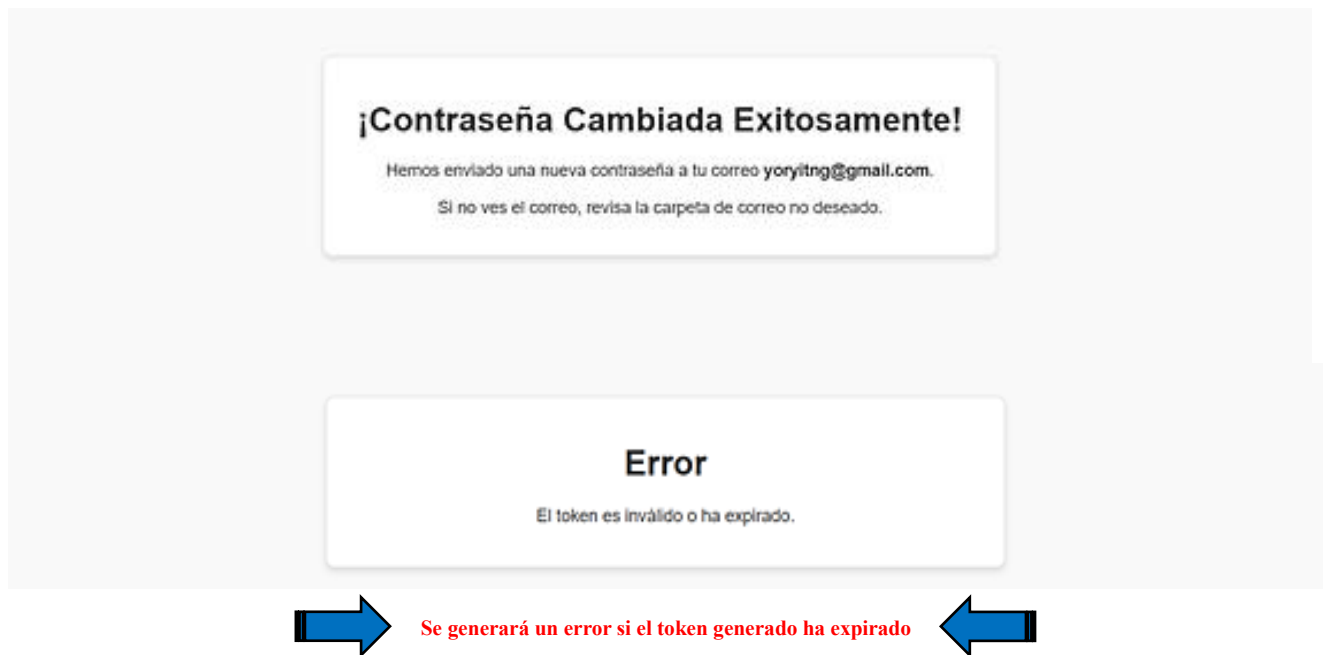 ¡Contraseña Cambiada Exitosamente!
Hemos enviado una nueva contraseña a tu correo yoryitng@gmail.com.
Si no ves el correo, revisa la carpeta de correo no deseado.
Error
El token es inválido o ha expirado.
Se generará un error si el token generado ha expirado